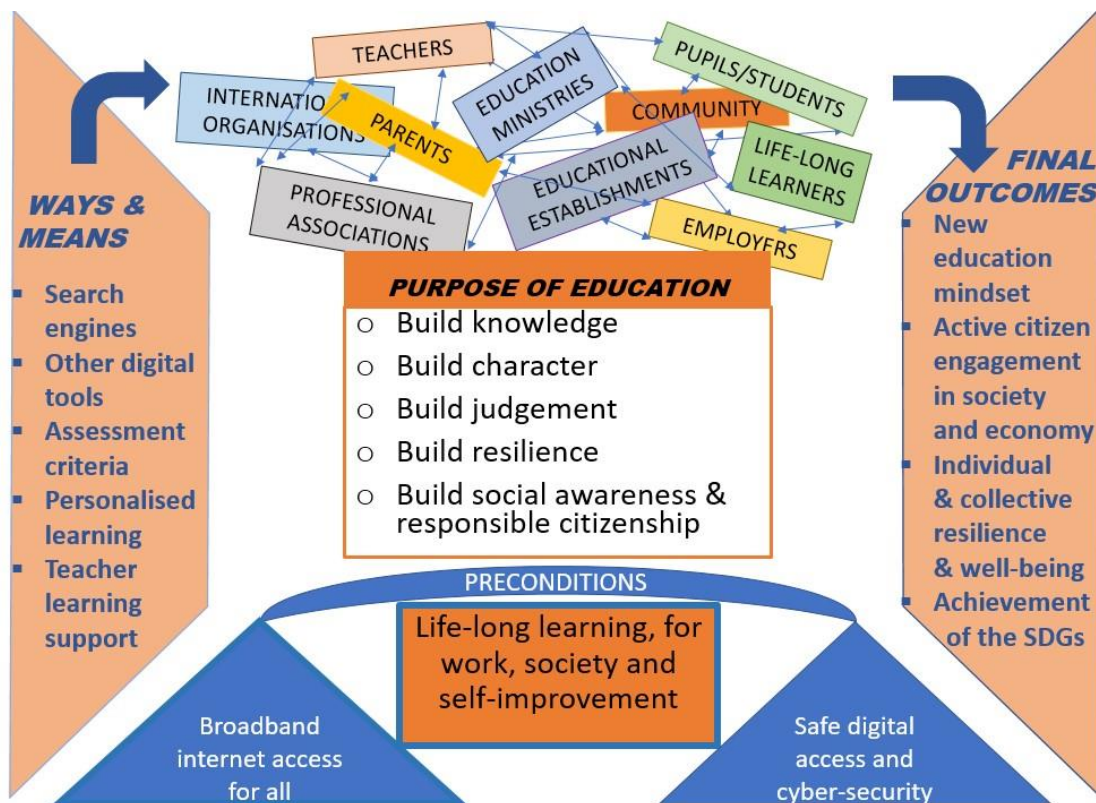 TEACHERS
INTERNATIO
ORGANISATIONS
PARENTS
EDUCATION
MINISTRIES
PUPILS/STUDENTS
COMMUNITY
PROFESSIONAL
ASSOCIATIONS
EDUCATIONAL
ESTABLISHMENTS
LIFE-LONG
LEARNERS
EMPLOYERS
WAYS &
MEANS
▪ Search
engines
▪ Other digital
tools
▪ Assessment
criteria
▪ Personalised
learning
▪ Teacher
learning
support
PURPOSE OF EDUCATION
o Build knowledge
o Build character
o Build judgement
o Build resilience
o Build social awareness &
responsible citizenship
FINAL
OUTCOMES
▪ New
education
mindset
▪ Active citizen
engagement
in society
and economy
▪ Individual
& collective
resilience
& well-being
▪ Achievement
of the SDGs
PRECONDITIONS
Life-long learning, for
work, society and
self-improvement
Broadband
internet access
for all
Safe digital
access and
cyber-security